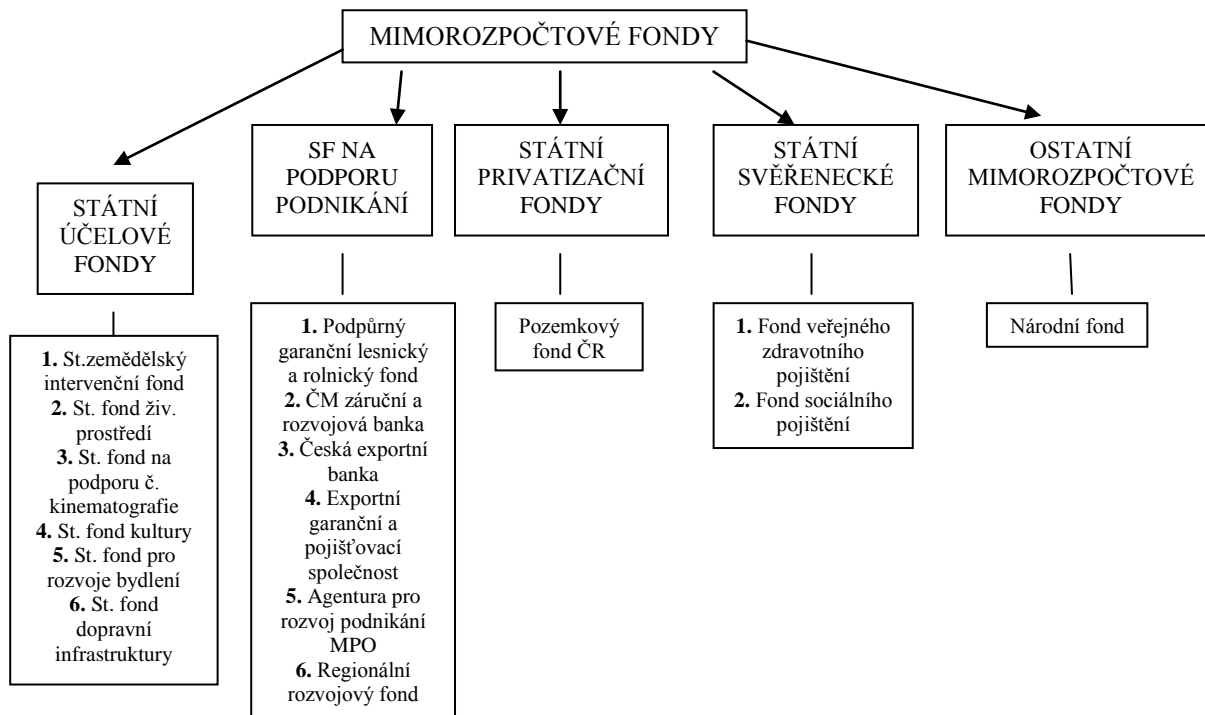 MIMOROZPOČTOVÉ FONDY
STÁTNÍ
ÚČELOVÉ
FONDY
SF NA
PODPORU
PODNIKÁNÍ
STÁTNÍ
PRIVATIZAČNÍ
FONDY
STÁTNÍ
SVĚŘENECKÉ
FONDY
OSTATNÍ
MIMOROZPOČTOVÉ
FONDY
1. St.zemědělský
intervenční fond
2. St. fond živ.
prostředí
3. St. fond na
podporu č.
kinematografie
4. St. fond kultury
5. St. fond pro
rozvoje bydlení
6. St. fond
dopravní
infrastruktury
1. Podpůrný
garanční lesnický
a rolnický fond
2. ČM záruční a
rozvojová banka
3. Česká exportní
banka
4. Exportní
garanční a
pojišťovací
společnost
5. Agentura pro
rozvoj podnikání
MPO
6. Regionální
rozvojový fond
Pozemkový
fond ČR
1. Fond veřejného
zdravotního
pojištění
2. Fond sociálního
pojištění
Národní fond